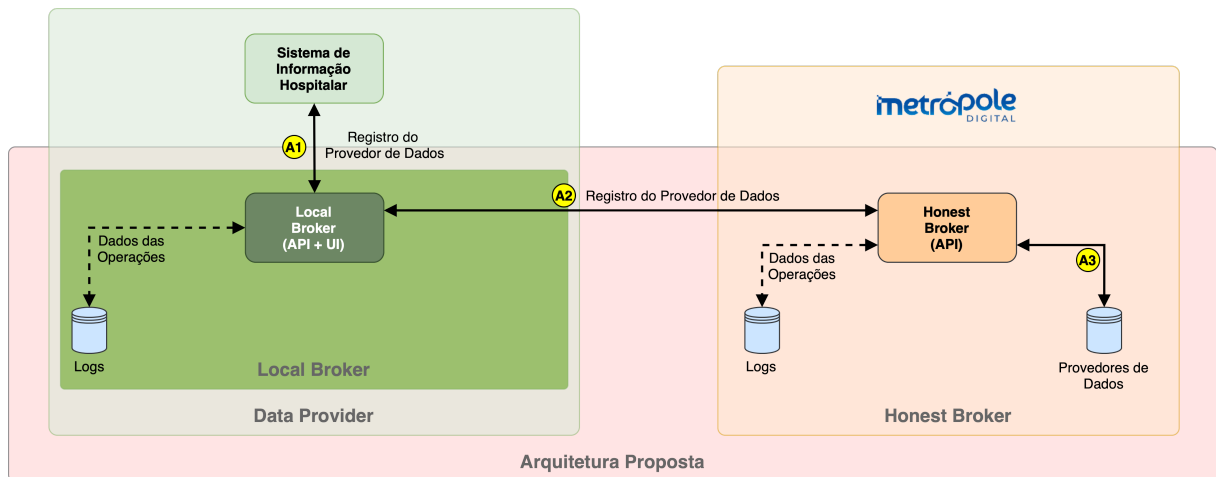 Sistema de
Informação
Hospitalar
metrópole
DIGITAL
A1
Registro do
Provedor de Dados
A2
Registro do Provedor de Dados
Local
Broker
(API + UI)
Honest
Broker
(API)
Dados das
Operações
Dados das
Operações
A3
Logs
Logs
Provedores de
Dados
Local Broker
Data Provider
Honest Broker
Arquitetura Proposta